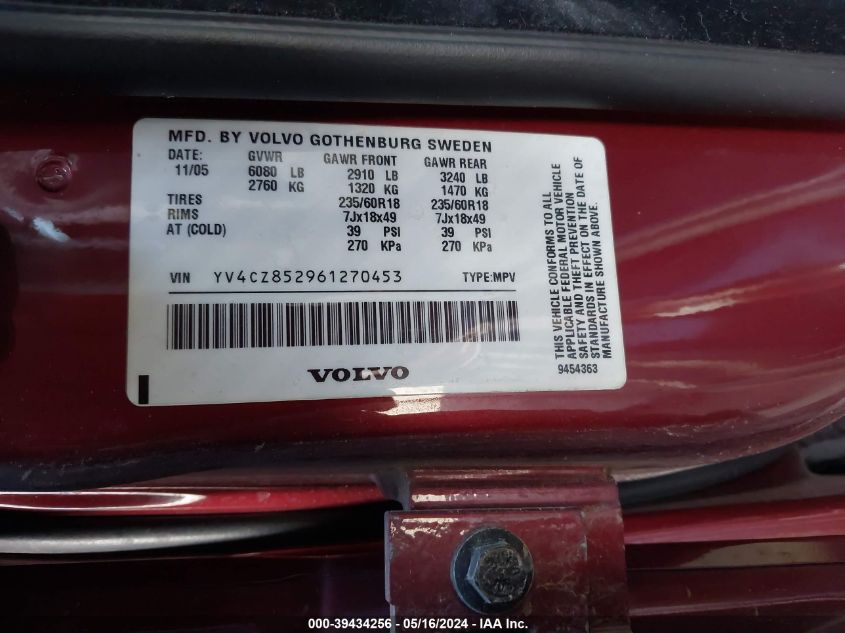 MFD. BY VOLVO GOTHENBURG SWEDEN
DATE: GVWR GAWR FRONT GAWR REAR
11/05 6080 LB 2910 LB 3240 LB
2760 KG 1320 KG 1470 KG
TIRES 235/60R18 235/60R18
RIMS 7Jx18x49 7Jx18x49
AT (COLD) 39 PSI 39 PSI
270 KPa 270 KPa
VIN YV4CZ852961270453 TYPE:MPV
VOLVO
THIS VEHICLE CONFORMS TO ALL
APPLICABLE FEDERAL MOTOR VEHICLE
SAFETY AND THEFT PREVENTION
STANDARDS IN EFFECT ON THE DATE OF
MANUFACTURE SHOWN ABOVE.
9454363
000-39434256 - 05/16/2024 - IAA Inc.